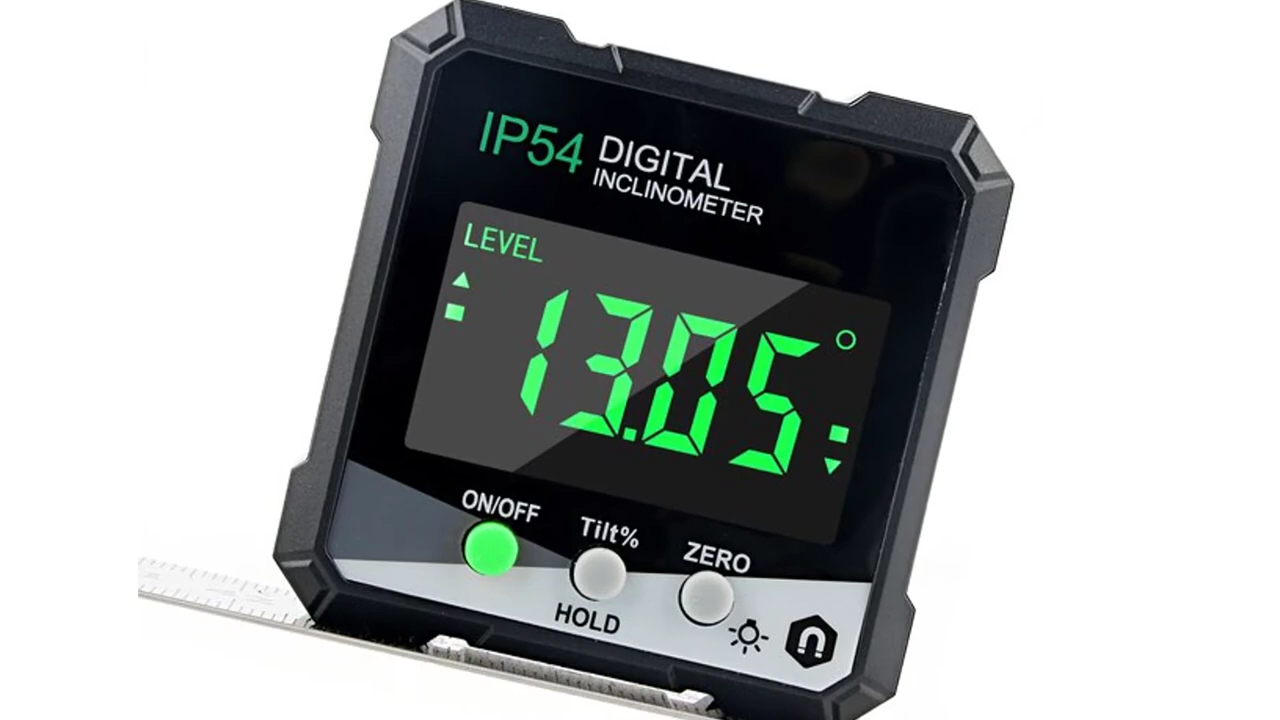 IP54 DIGITAL
INCLINOMETER
LEVEL
13.05°
ON/OFF
Tilt%
ZERO
HOLD